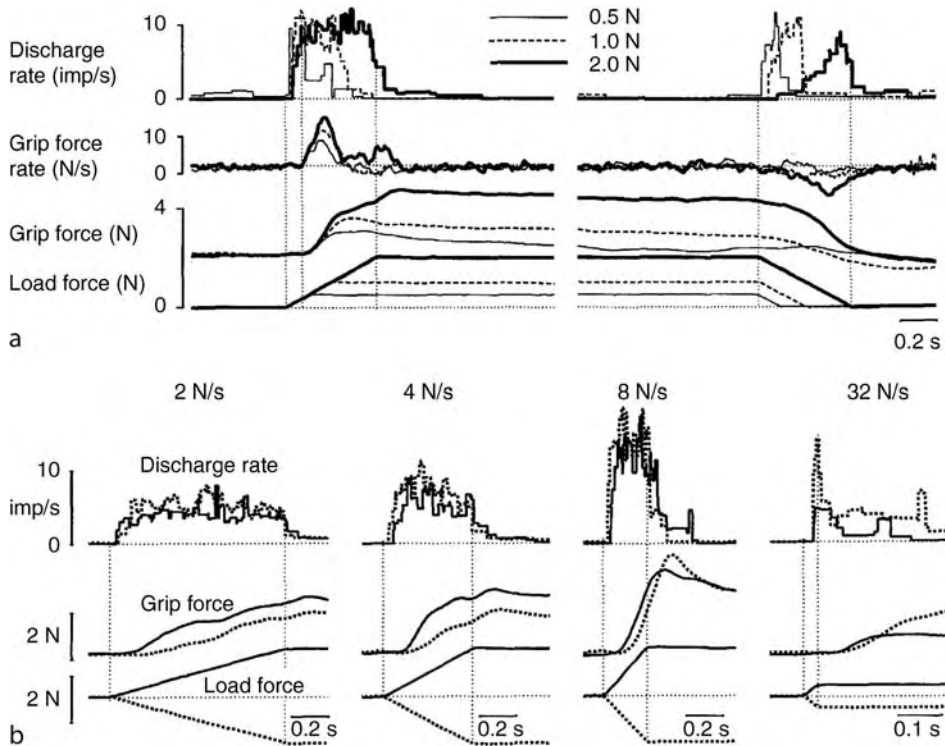 Discharge rate (imp/s)
10
0
0.5 N
1.0 N
2.0 N
Grip force rate (N/s)
10
0
Grip force (N)
4
Load force (N)
0
0.2 s
a
2 N/s
4 N/s
8 N/s
32 N/s
10
imp/s
0
Discharge rate
2 N
Grip force
2 N
Load force
0.2 s
0.2 s
0.2 s
0.1 s
b